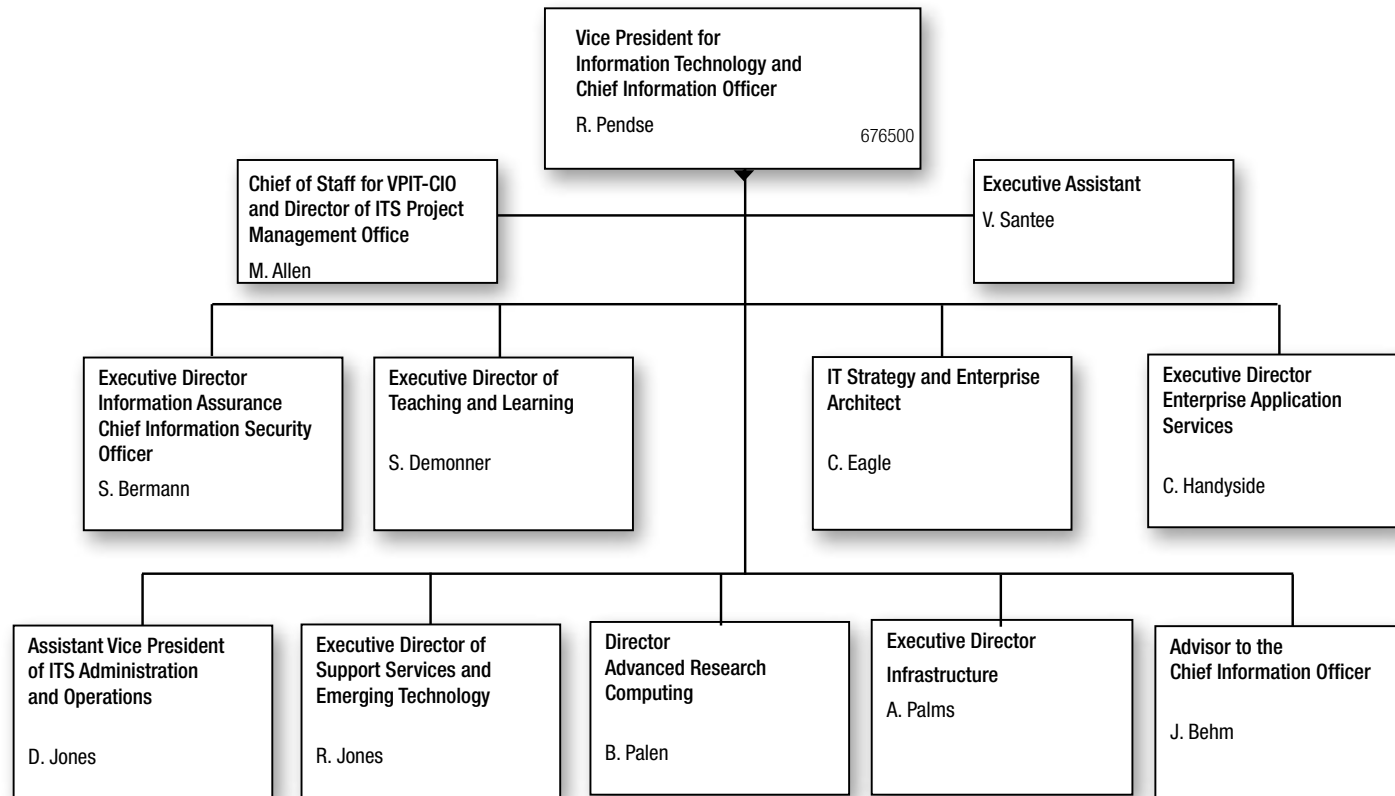 Vice President for
Information Technology and
Chief Information Officer
R. Pendse
676500
Chief of Staff for VPIT-CIO
and Director of ITS Project
Management Office
M. Allen
Executive Assistant
V. Santee
Executive Director
Information Assurance
Chief Information Security
Officer
S. Bermann
Executive Director of
Teaching and Learning
S. Demonner
IT Strategy and Enterprise
Architect
C. Eagle
Executive Director
Enterprise Application
Services
C. Handyside
Assistant Vice President
of ITS Administration
and Operations
D. Jones
Executive Director of
Support Services and
Emerging Technology
R. Jones
Director
Advanced Research
Computing
B. Palen
Executive Director
Infrastructure
A. Palms
Advisor to the
Chief Information Officer
J. Behm